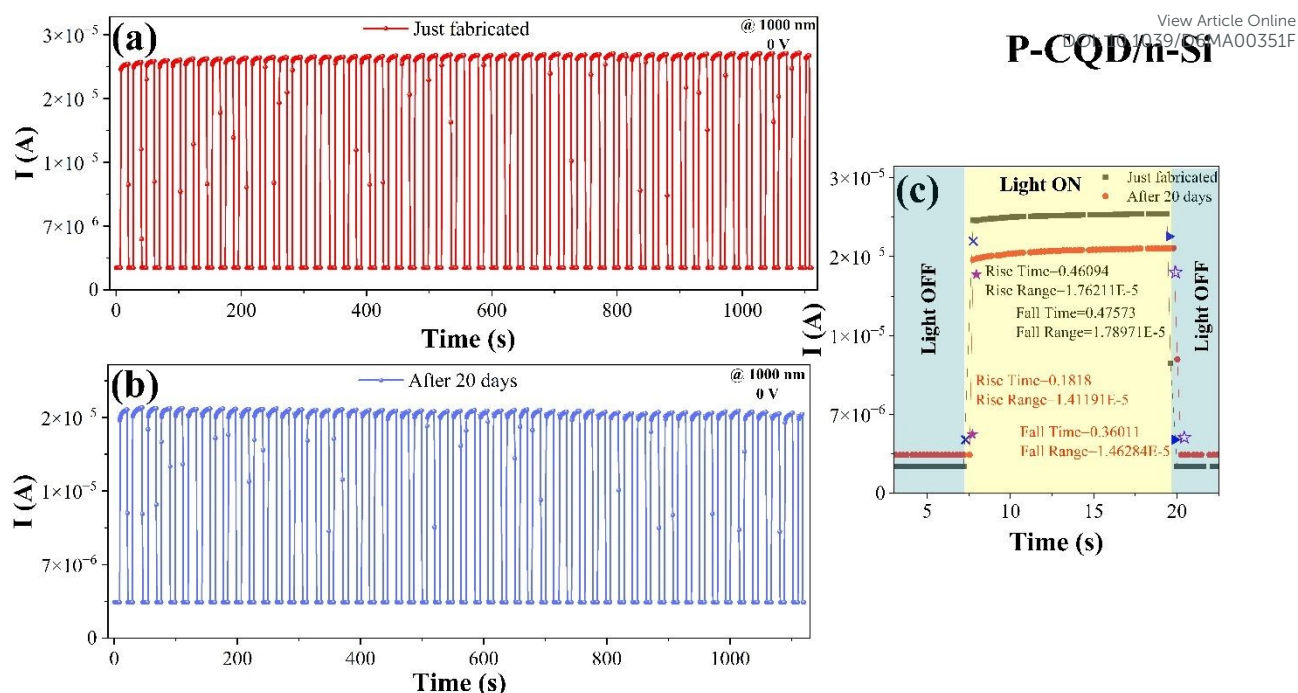 View Article Online
DOI: 10.1039/D6MA00351F
P-CQD/n-Si
(a)
Just fabricated
@ 1000 nm
0 V
3×10⁻⁵
2×10⁻⁵
1×10⁻⁵
7×10⁻⁶
0
I (A)
0 200 400 600 800 1000
Time (s)
(b)
After 20 days
@ 1000 nm
0 V
2×10⁻⁵
1×10⁻⁵
7×10⁻⁶
0
I (A)
0 200 400 600 800 1000
Time (s)
(c)
Light ON
Just fabricated
After 20 days
3×10⁻⁵
2×10⁻⁵
1×10⁻⁵
7×10⁻⁶
0
I (A)
Light OFF
Light OFF
Rise Time=0.46094
Rise Range=1.76211E-5
Fall Time=0.47573
Fall Range=1.78971E-5
Rise Time=0.1818
Rise Range=1.41191E-5
Fall Time=0.36011
Fall Range=1.46284E-5
5 10 15 20
Time (s)